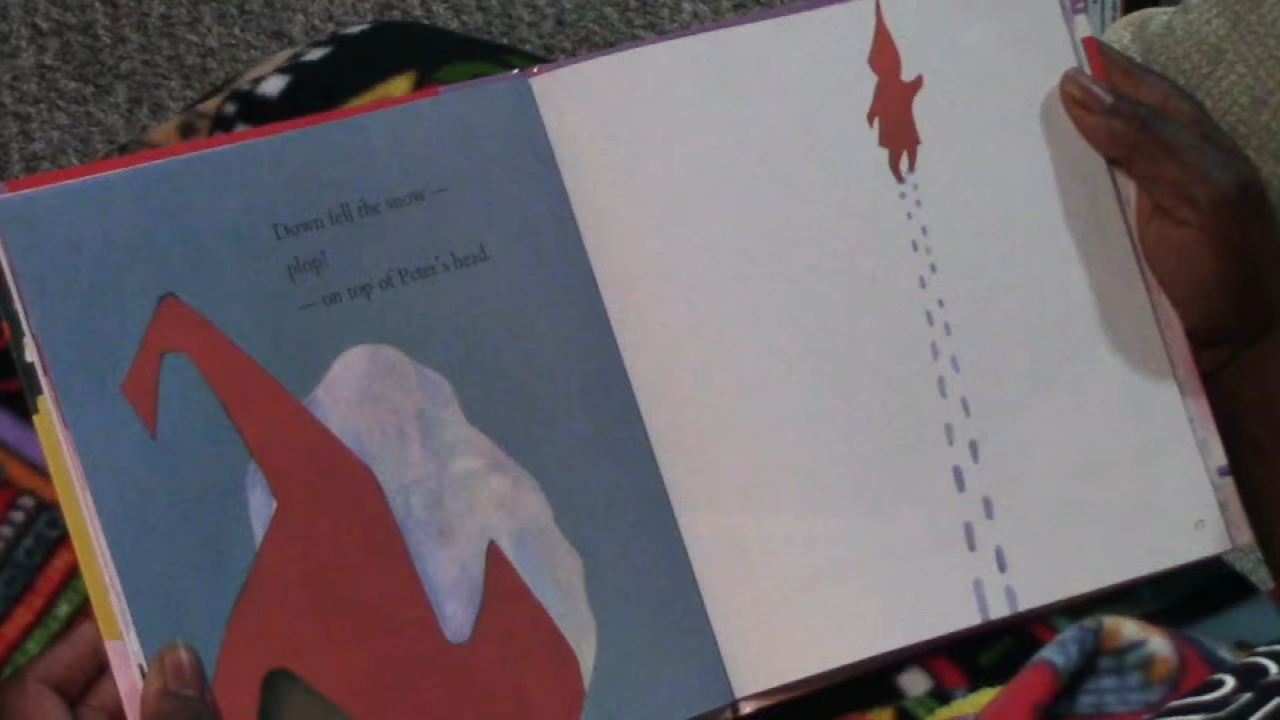 Down fell the snow —
plop!
— on top of Peter's head.